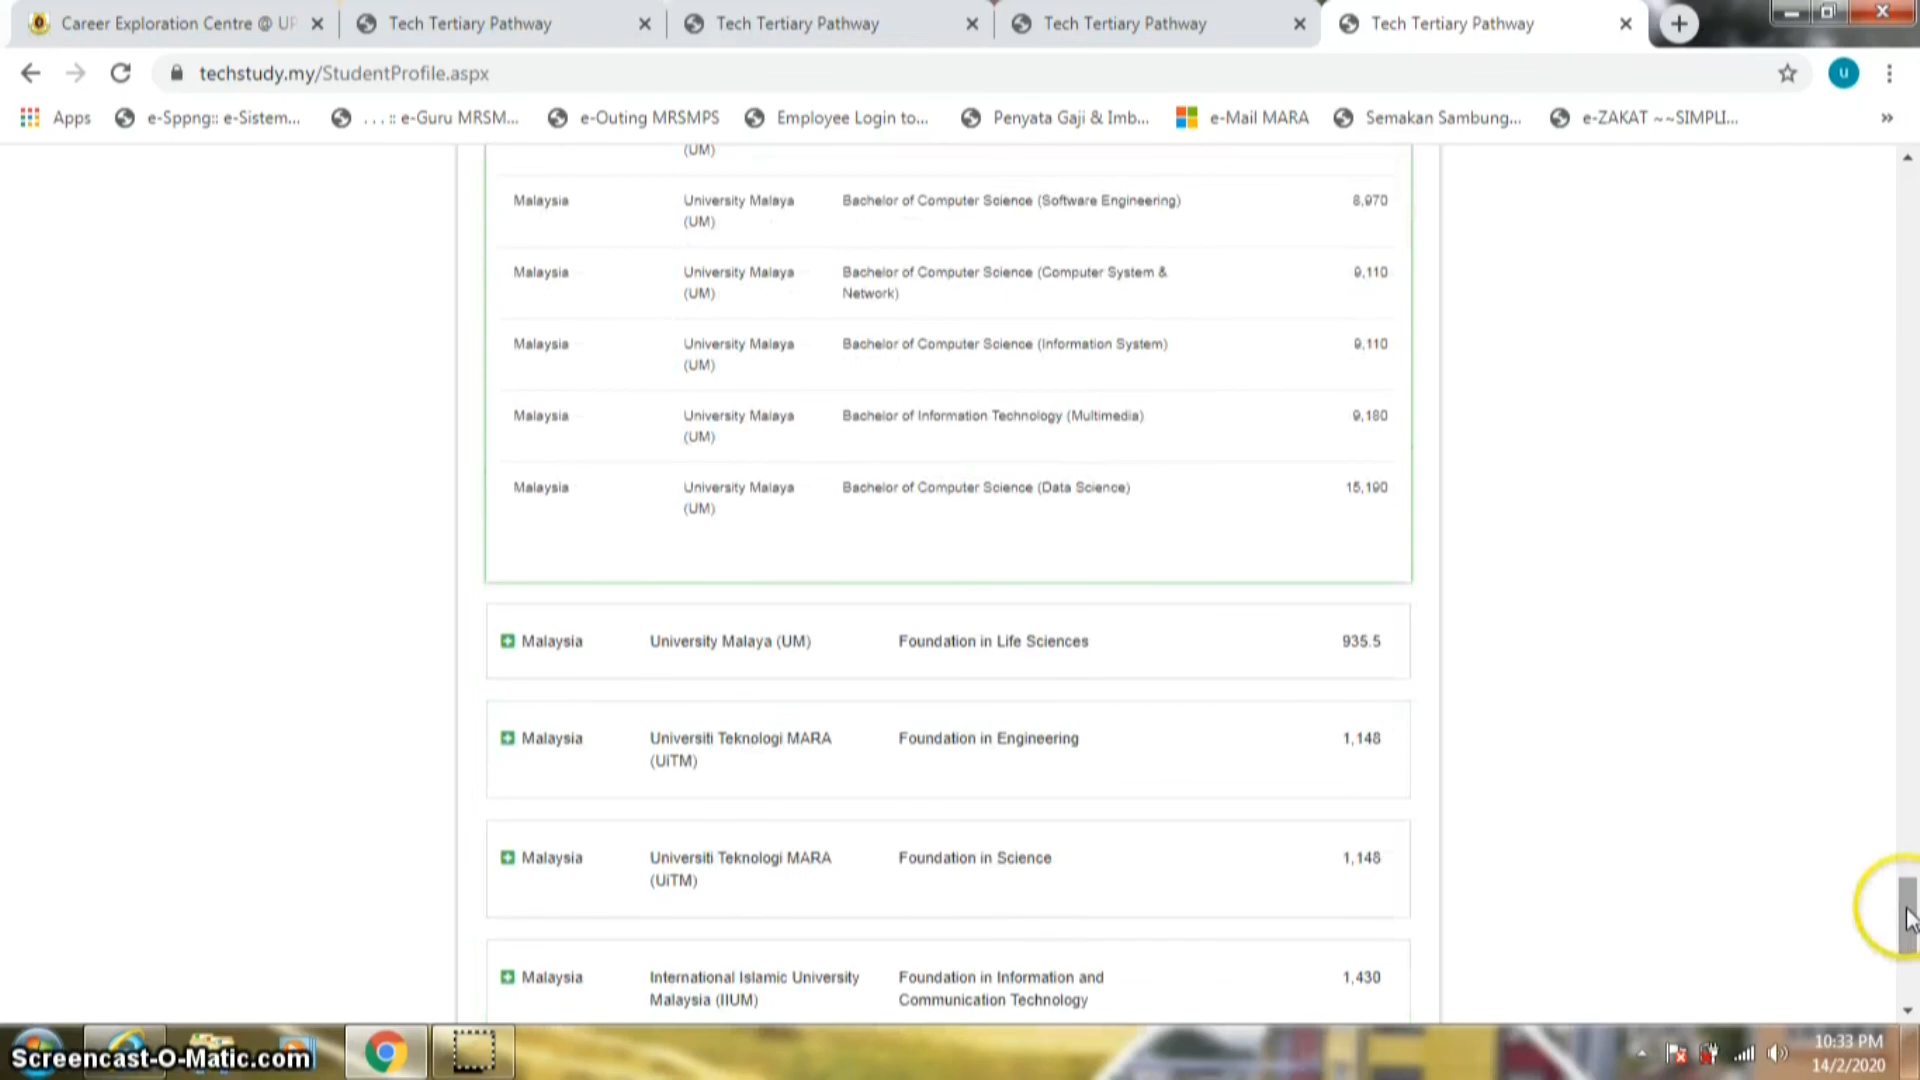 Career Exploration Centre @ UP
Tech Tertiary Pathway
Tech Tertiary Pathway
Tech Tertiary Pathway
Tech Tertiary Pathway
techstudy.my/StudentProfile.aspx
u
Apps
e-Sppng:: e-Sistem...
. . . :: e-Guru MRSM...
e-Outing MRSMPS
Employee Login to...
Penyata Gaji & Imb...
e-Mail MARA
Semakan Sambung...
e-ZAKAT ~~SIMPLI...
»
(UM)
Malaysia University Malaya Bachelor of Computer Science (Software Engineering) 8,970
(UM)
Malaysia University Malaya Bachelor of Computer Science (Computer System & 9,110
(UM) Network)
Malaysia University Malaya Bachelor of Computer Science (Information System) 9,110
(UM)
Malaysia University Malaya Bachelor of Information Technology (Multimedia) 9,180
(UM)
Malaysia University Malaya Bachelor of Computer Science (Data Science) 15,190
(UM)
Malaysia University Malaya (UM) Foundation in Life Sciences 935.5
Malaysia Universiti Teknologi MARA Foundation in Engineering 1,148
(UiTM)
Malaysia Universiti Teknologi MARA Foundation in Science 1,148
(UiTM)
Malaysia International Islamic University Foundation in Information and 1,430
Malaysia (IIUM) Communication Technology
Screencast-O-Matic.com
10:33 PM
14/2/2020